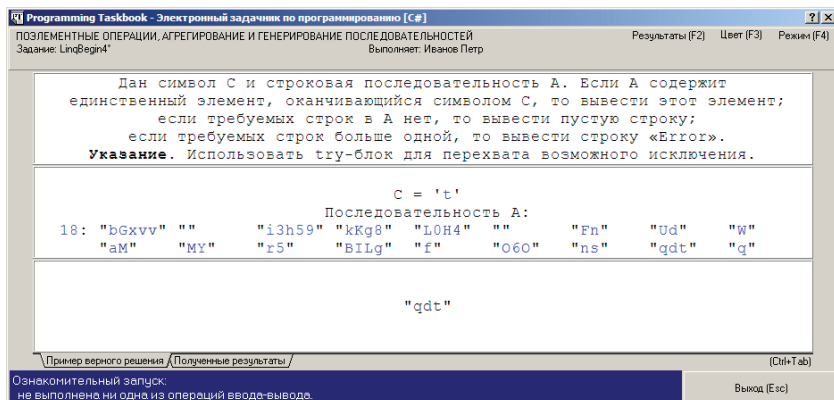 Programming Taskbook - Электронный задачник по программированию [C#]
ПОЭЛЕМЕНТНЫЕ ОПЕРАЦИИ, АГРЕГИРОВАНИЕ И ГЕНЕРИРОВАНИЕ ПОСЛЕДОВАТЕЛЬНОСТЕЙ Результаты (F2) Цвет (F3) Режим (F4)
Задание: LinqBegin4° Выполняет: Иванов Петр
Дан символ С и строковая последовательность A. Если A содержит
единственный элемент, оканчивающийся символом C, то вывести этот элемент;
если требуемых строк в A нет, то вывести пустую строку;
если требуемых строк больше одной, то вывести строку «Error».
Указание. Использовать try-блок для перехвата возможного исключения.
C = 't'
Последовательность A:
18: "bGxvv" "" "i3h59" "kKg8" "L0H4" "" "Fn" "Ud" "W"
"aM" "MY" "r5" "BILg" "f" "O6O" "ns" "qdt" "q"
"qdt"
Пример верного решения Полученные результаты (Ctrl+Tab)
Ознакомительный запуск:
не выполнена ни одна из операций ввода-вывода. Выход (Esc)